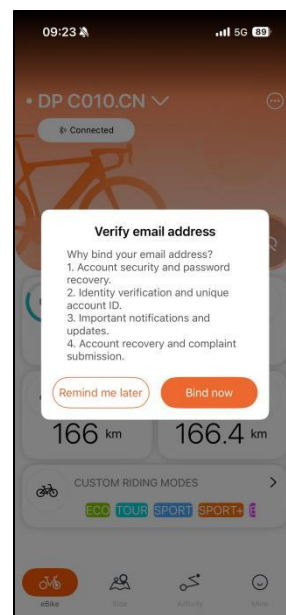 09:23
5G 89
DP C010.CN
Connected
Verify email address
Why bind your email address?
1. Account security and password
recovery.
2. Identity verification and unique
account ID.
3. Important notifications and
updates.
4. Account recovery and complaint
submission.
Remind me later
Bind now
166 km
166.4 km
CUSTOM RIDING MODES
ECO TOUR SPORT SPORT+
eBike
Activity
Mine